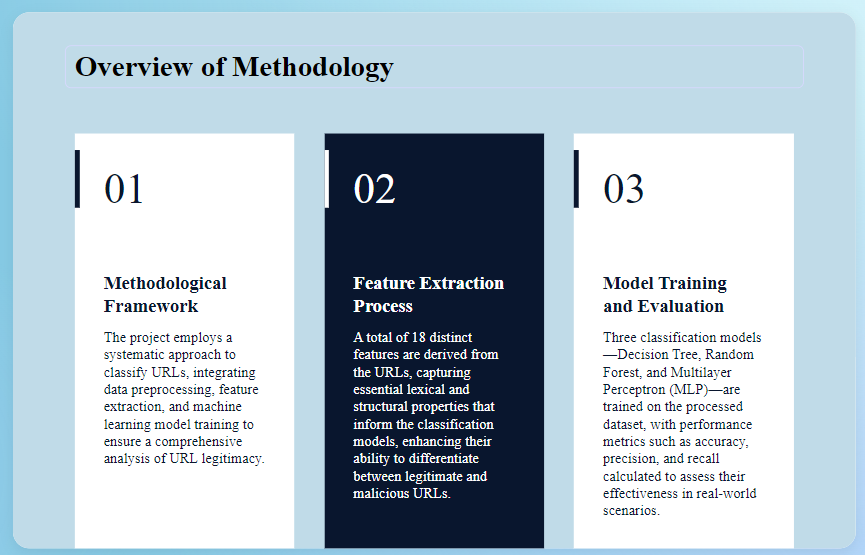 Overview of Methodology
01
Methodological
Framework
The project employs a
systematic approach to
classify URLs, integrating
data preprocessing, feature
extraction, and machine
learning model training to
ensure a comprehensive
analysis of URL legitimacy.
02
Feature Extraction
Process
A total of 18 distinct
features are derived from
the URLs, capturing
essential lexical and
structural properties that
inform the classification
models, enhancing their
ability to differentiate
between legitimate and
malicious URLs.
03
Model Training
and Evaluation
Three classification models
—Decision Tree, Random
Forest, and Multilayer
Perceptron (MLP)—are
trained on the processed
dataset, with performance
metrics such as accuracy,
precision, and recall
calculated to assess their
effectiveness in real-world
scenarios.